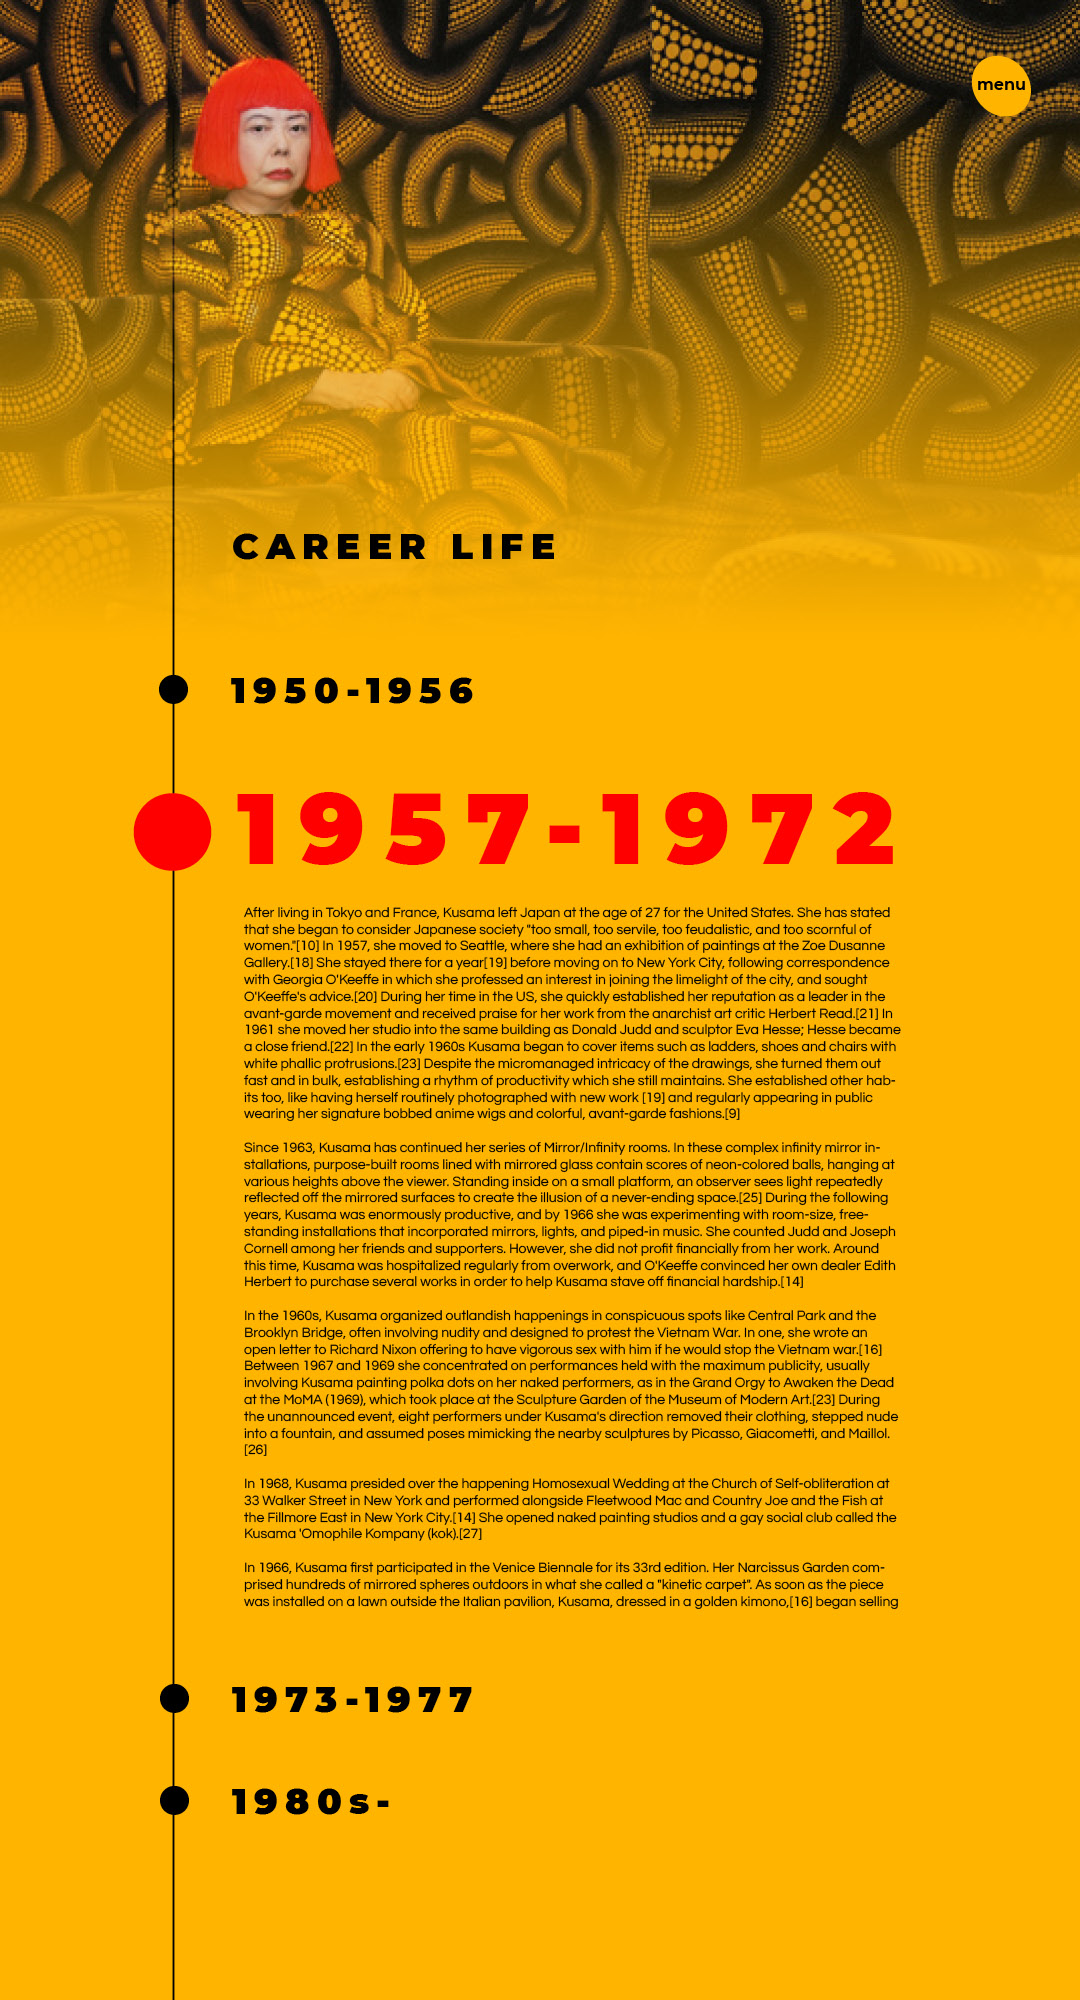 menu
CAREER LIFE
1950-1956
1957-1972
After living in Tokyo and France, Kusama left Japan at the age of 27 for the United States. She has stated
that she began to consider Japanese society "too small, too servile, too feudalistic, and too scornful of
women."[10] In 1957, she moved to Seattle, where she had an exhibition of paintings at the Zoe Dusanne
Gallery.[18] She stayed there for a year[19] before moving on to New York City, following correspondence
with Georgia O'Keeffe in which she professed an interest in joining the limelight of the city, and sought
O'Keeffe's advice.[20] During her time in the US, she quickly established her reputation as a leader in the
avant-garde movement and received praise for her work from the anarchist art critic Herbert Read.[21] In
1961 she moved her studio into the same building as Donald Judd and sculptor Eva Hesse; Hesse became
a close friend.[22] In the early 1960s Kusama began to cover items such as ladders, shoes and chairs with
white phallic protrusions.[23] Despite the micromanaged intricacy of the drawings, she turned them out
fast and in bulk, establishing a rhythm of productivity which she still maintains. She established other hab-
its too, like having herself routinely photographed with new work [19] and regularly appearing in public
wearing her signature bobbed anime wigs and colorful, avant-garde fashions.[9]
Since 1963, Kusama has continued her series of Mirror/Infinity rooms. In these complex infinity mirror in-
stallations, purpose-built rooms lined with mirrored glass contain scores of neon-colored balls, hanging at
various heights above the viewer. Standing inside on a small platform, an observer sees light repeatedly
reflected off the mirrored surfaces to create the illusion of a never-ending space.[25] During the following
years, Kusama was enormously productive, and by 1966 she was experimenting with room-size, free-
standing installations that incorporated mirrors, lights, and piped-in music. She counted Judd and Joseph
Cornell among her friends and supporters. However, she did not profit financially from her work. Around
this time, Kusama was hospitalized regularly from overwork, and O'Keeffe convinced her own dealer Edith
Herbert to purchase several works in order to help Kusama stave off financial hardship.[14]
In the 1960s, Kusama organized outlandish happenings in conspicuous spots like Central Park and the
Brooklyn Bridge, often involving nudity and designed to protest the Vietnam War. In one, she wrote an
open letter to Richard Nixon offering to have vigorous sex with him if he would stop the Vietnam war.[16]
Between 1967 and 1969 she concentrated on performances held with the maximum publicity, usually
involving Kusama painting polka dots on her naked performers, as in the Grand Orgy to Awaken the Dead
at the MoMA (1969), which took place at the Sculpture Garden of the Museum of Modern Art.[23] During
the unannounced event, eight performers under Kusama's direction removed their clothing, stepped nude
into a fountain, and assumed poses mimicking the nearby sculptures by Picasso, Giacometti, and Maillol.
[26]
In 1968, Kusama presided over the happening Homosexual Wedding at the Church of Self-obliteration at
33 Walker Street in New York and performed alongside Fleetwood Mac and Country Joe and the Fish at
the Fillmore East in New York City.[14] She opened naked painting studios and a gay social club called the
Kusama 'Omophile Kompany (kok).[27]
In 1966, Kusama first participated in the Venice Biennale for its 33rd edition. Her Narcissus Garden com-
prised hundreds of mirrored spheres outdoors in what she called a "kinetic carpet". As soon as the piece
was installed on a lawn outside the Italian pavilion, Kusama, dressed in a golden kimono,[16] began selling
1973-1977
1980s-